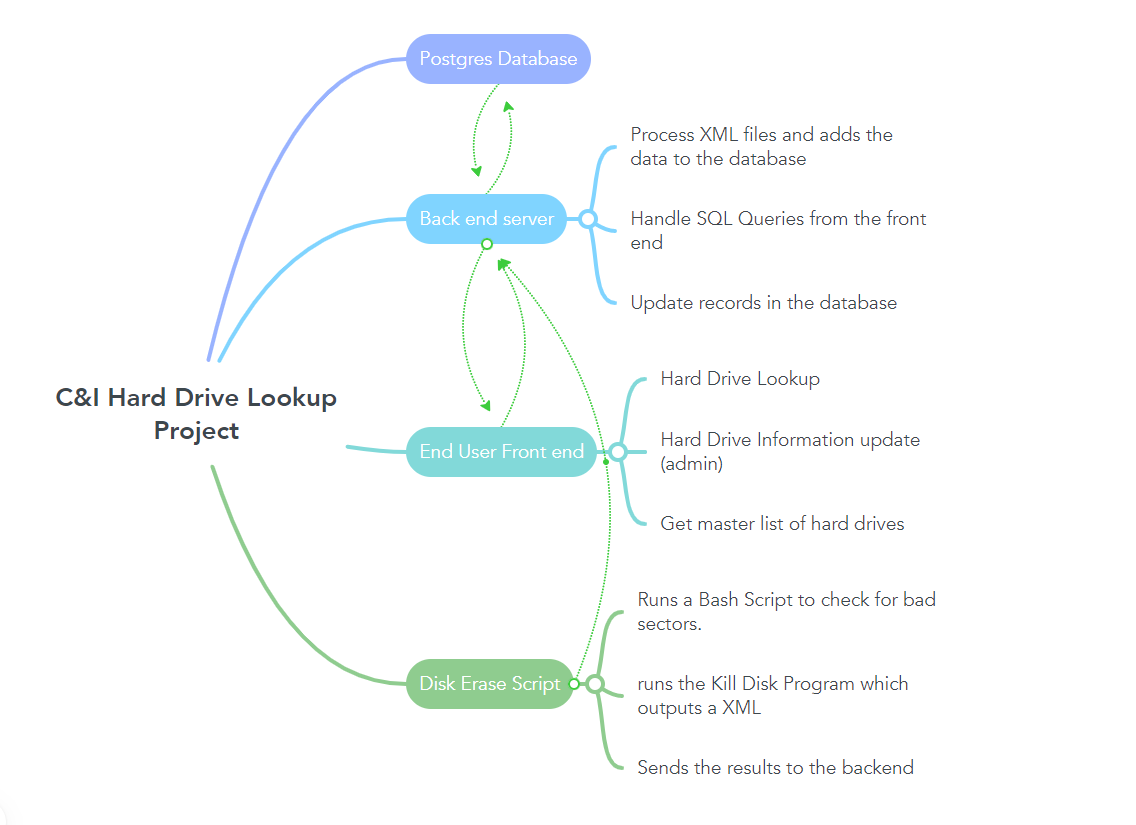 Postgres Database
Process XML files and adds the
data to the database
Back end server
Handle SQL Queries from the front
end
Update records in the database
C&I Hard Drive Lookup
Project
Hard Drive Lookup
End User Front end
Hard Drive Information update
(admin)
Get master list of hard drives
Runs a Bash Script to check for bad
sectors.
Disk Erase Script
runs the Kill Disk Program which
outputs a XML
Sends the results to the backend